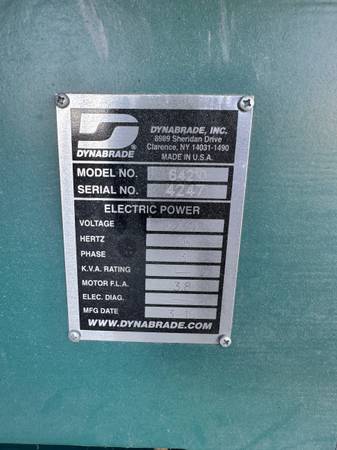 DYNABRADE®
DYNABRADE, INC.
8989 Sheridan Drive
Clarence, NY 14031-1490
MADE IN U.S.A.
MODEL NO.
SERIAL NO. 4247
ELECTRIC POWER
VOLTAGE
HERTZ
PHASE
K.V.A. RATING
MOTOR F.L.A.
ELEC. DIAG.
MFG DATE
WWW.DYNABRADE.COM